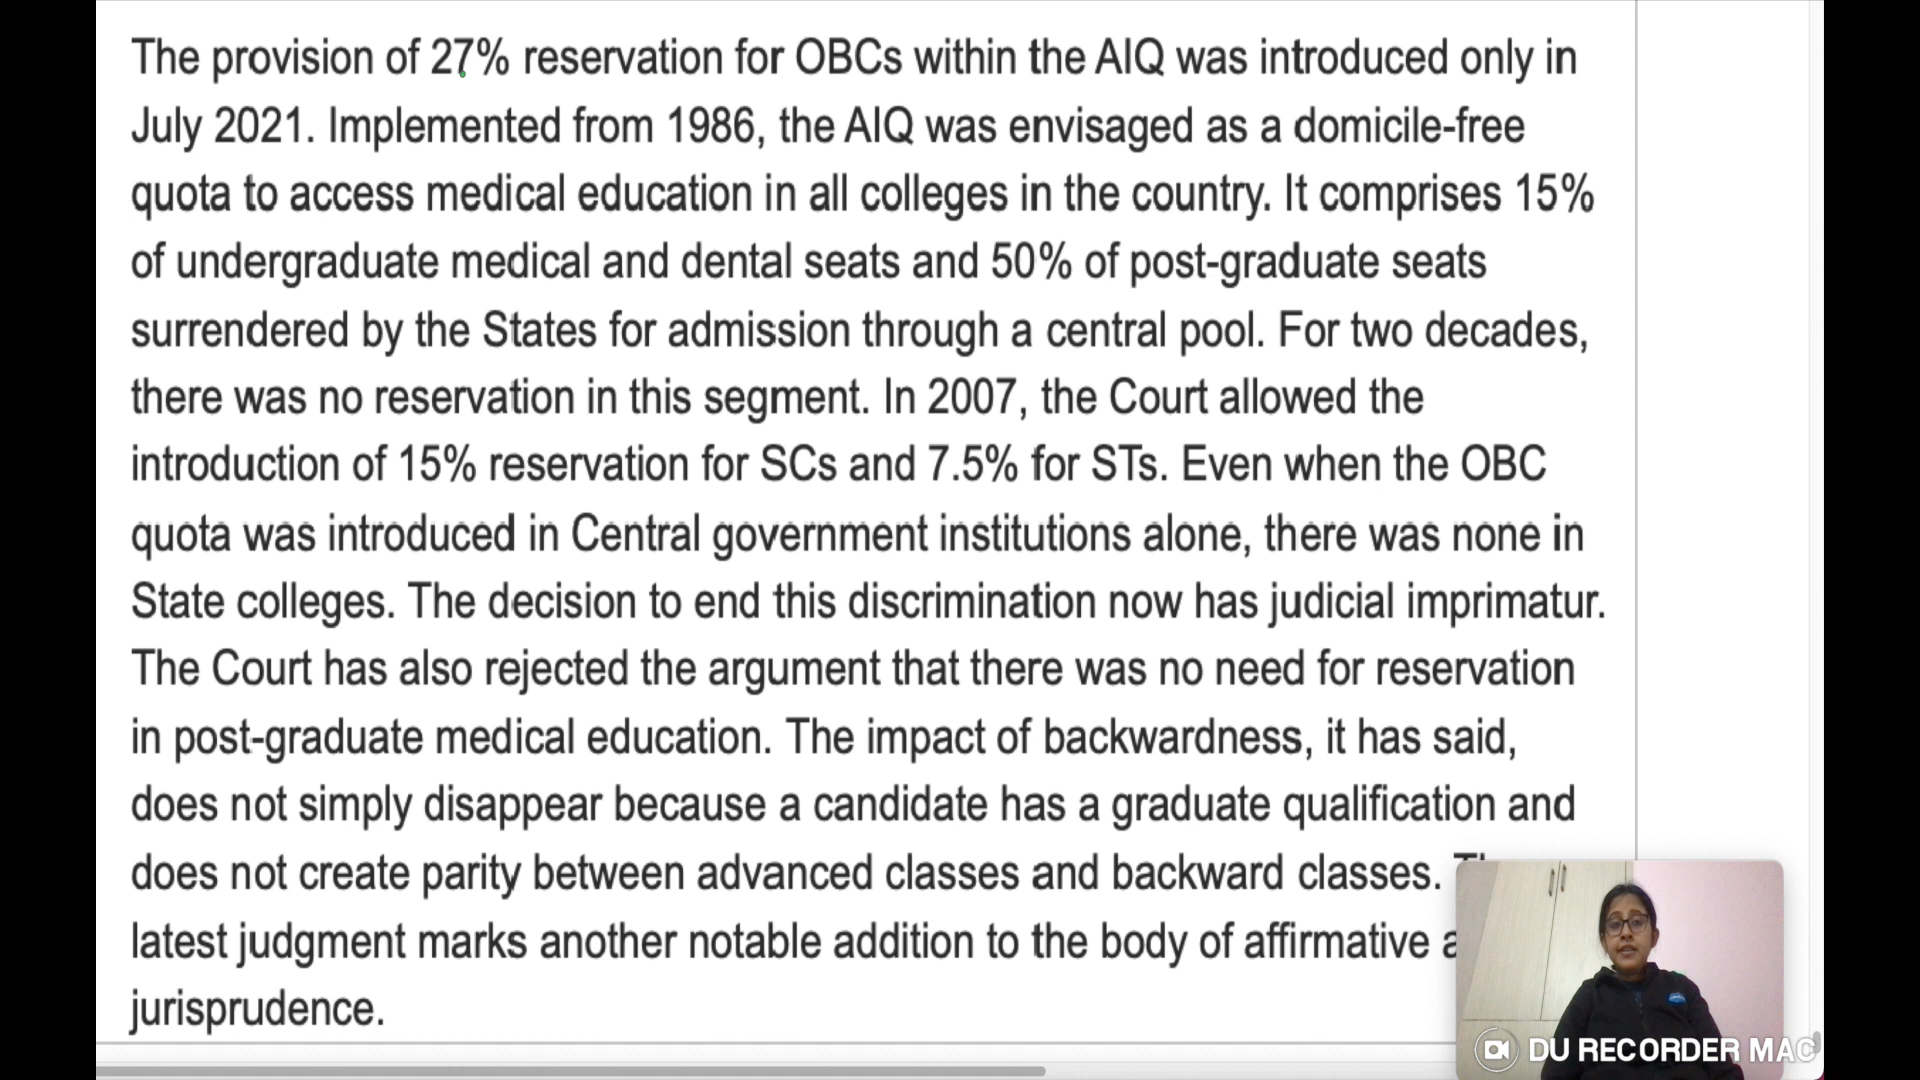 The provision of 27% reservation for OBCs within the AIQ was introduced only in
July 2021. Implemented from 1986, the AIQ was envisaged as a domicile-free
quota to access medical education in all colleges in the country. It comprises 15%
of undergraduate medical and dental seats and 50% of post-graduate seats
surrendered by the States for admission through a central pool. For two decades,
there was no reservation in this segment. In 2007, the Court allowed the
introduction of 15% reservation for SCs and 7.5% for STs. Even when the OBC
quota was introduced in Central government institutions alone, there was none in
State colleges. The decision to end this discrimination now has judicial imprimatur.
The Court has also rejected the argument that there was no need for reservation
in post-graduate medical education. The impact of backwardness, it has said,
does not simply disappear because a candidate has a graduate qualification and
does not create parity between advanced classes and backward classes.
latest judgment marks another notable addition to the body of affirmative
jurisprudence.
DU RECORDER MAC